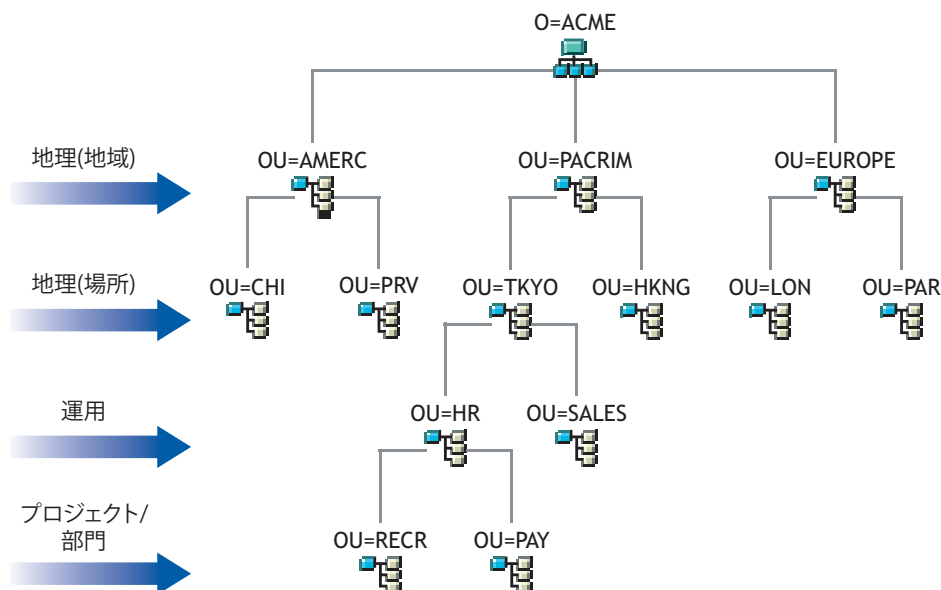 O=ACME
地理(地域)
OU=AMERC
OU=PACRIM
OU=EUROPE
地理(場所)
OU=CHI
OU=PRV
OU=TKYO
OU=HKNG
OU=LON
OU=PAR
運用
OU=HR
OU=SALES
プロジェクト/
部門
OU=RECR
OU=PAY